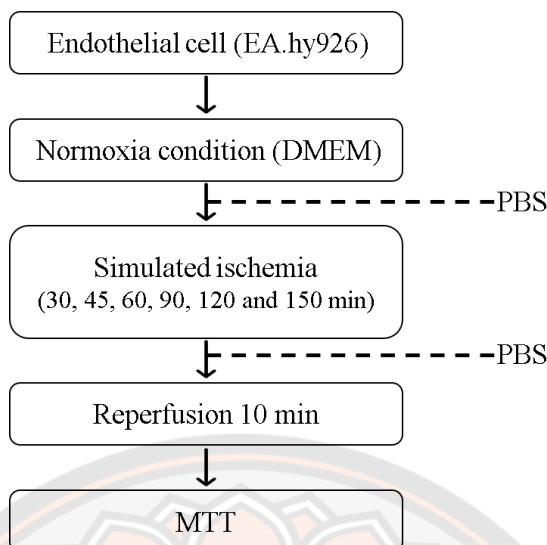 Endothelial cell (EA.hy926)
Normoxia condition (DMEM)
PBS
Simulated ischemia
(30, 45, 60, 90, 120 and 150 min)
PBS
Reperfusion 10 min
MTT